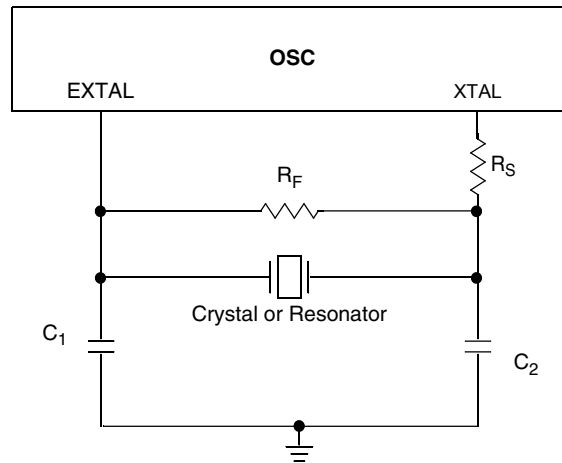 OSC
EXTAL
XTAL
R_F
R_S
Crystal or Resonator
C_1
C_2